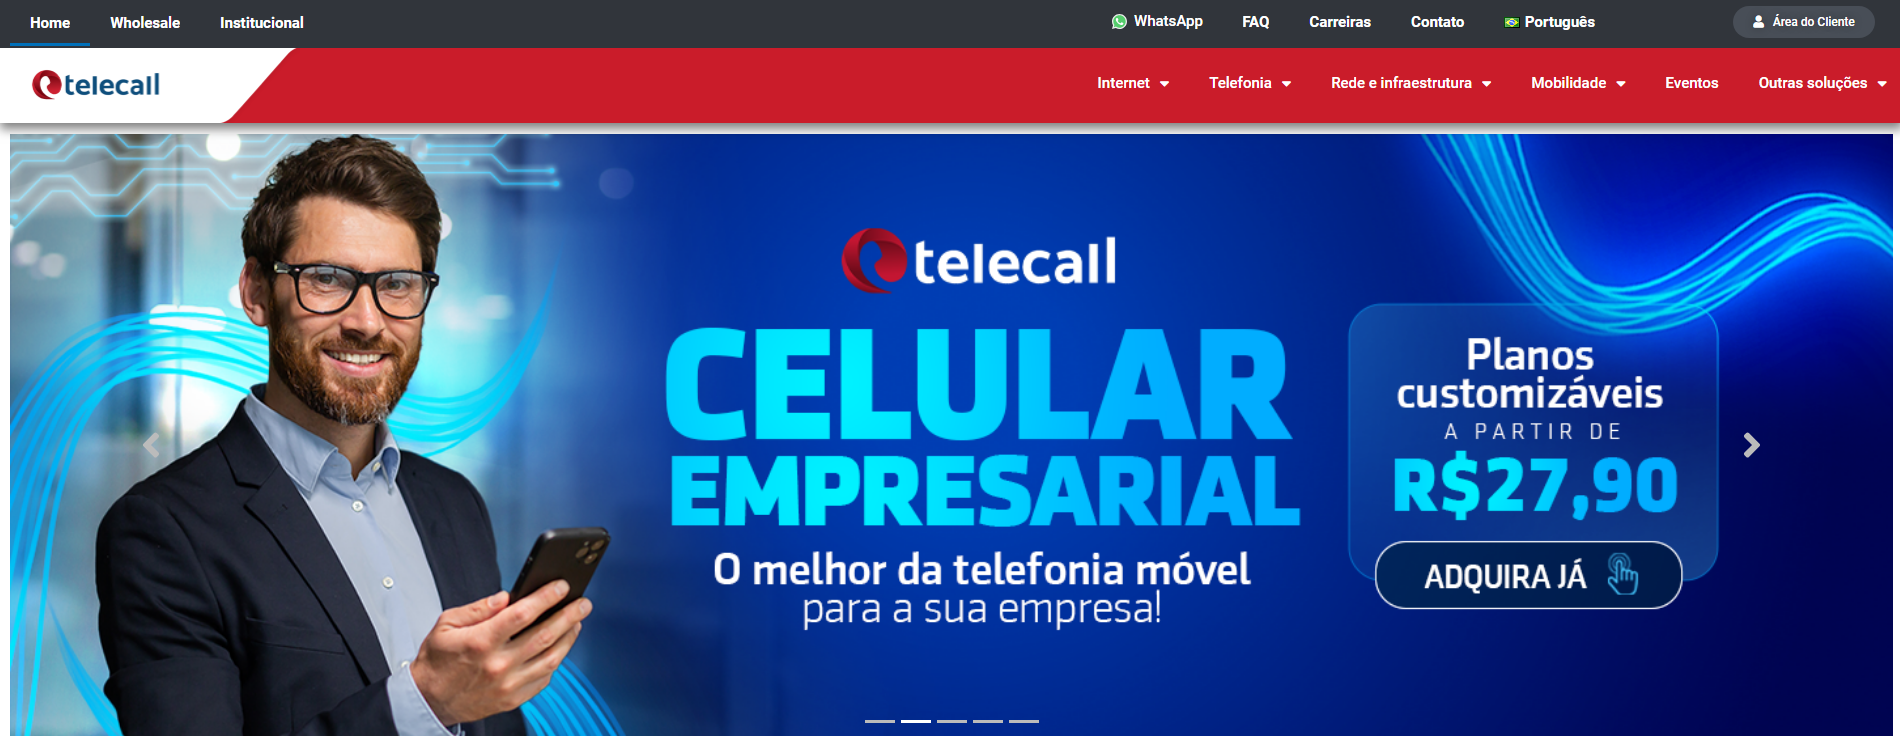 Home Wholesale Institucional WhatsApp FAQ Carreiras Contato Português Área do Cliente
telecall Internet Telefonia Rede e infraestrutura Mobilidade Eventos Outras soluções
telecall
CELULAR
EMPRESARIAL
O melhor da telefonia móvel
para a sua empresa!
Planos
customizáveis
A PARTIR DE
R$27,90
ADQUIRA JÁ